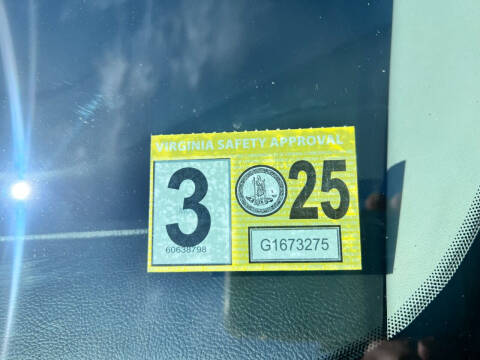 VIRGINIA SAFETY APPROVAL
3
25
60638798
G1673275